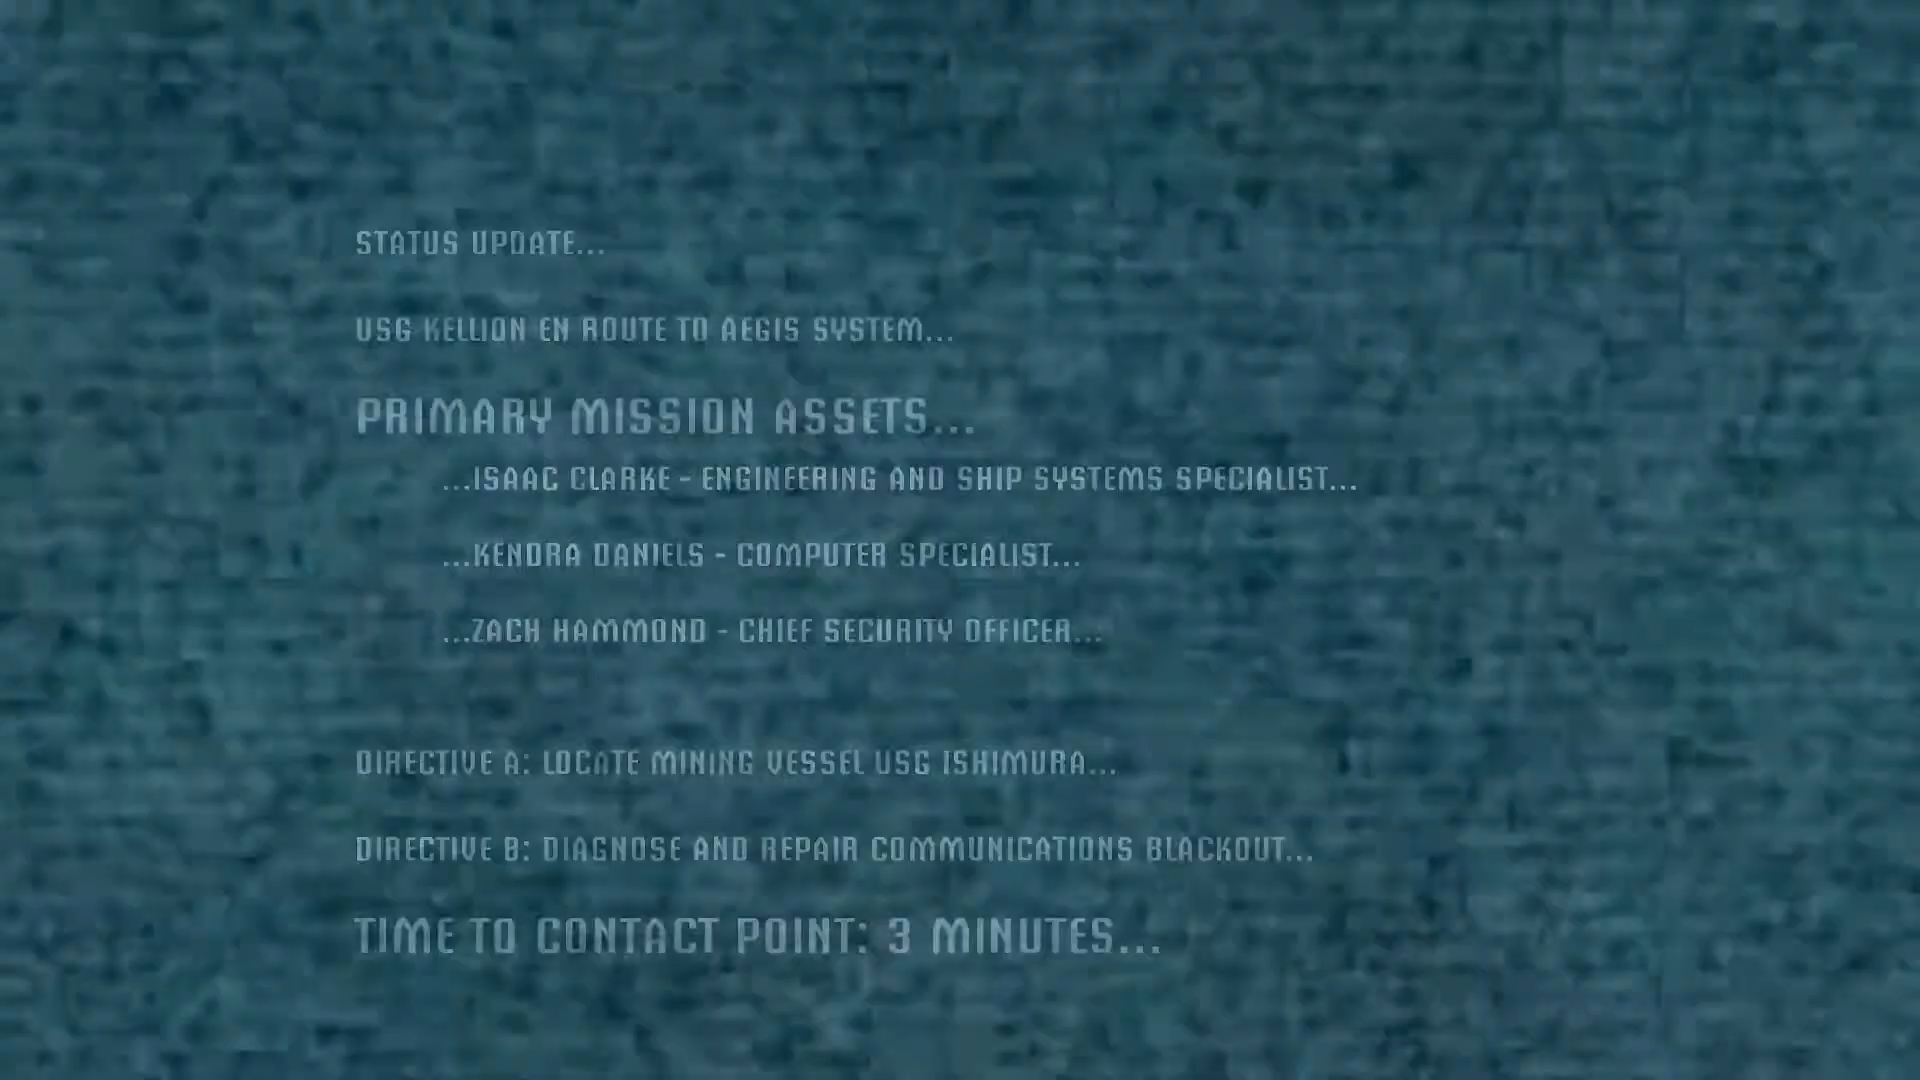 STATUS UPDATE...
USG KELLION EN ROUTE TO AEGIS SYSTEM...
PRIMARY MISSION ASSETS...
...ISAAC CLARKE - ENGINEERING AND SHIP SYSTEMS SPECIALIST...
...KENDRA DANIELS - COMPUTER SPECIALIST...
...ZACH HAMMOND - CHIEF SECURITY OFFICER...
DIRECTIVE A: LOCATE MINING VESSEL USG ISHIMURA...
DIRECTIVE B: DIAGNOSE AND REPAIR COMMUNICATIONS BLACKOUT...
TIME TO CONTACT POINT: 3 MINUTES...